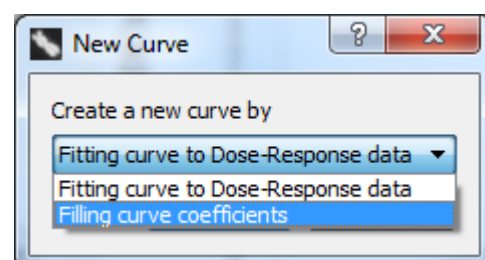 New Curve
Create a new curve by
Fitting curve to Dose-Response data
Fitting curve to Dose-Response data
Filling curve coefficients